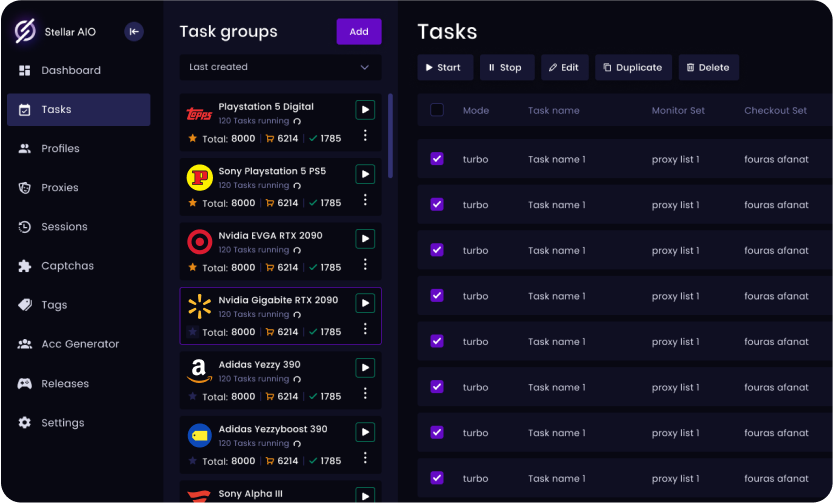 Stellar AIO
Dashboard
Tasks
Profiles
Proxies
Sessions
Captchas
Tags
Acc Generator
Releases
Settings
Task groups
Add
Last created
Topps
Playstation 5 Digital
120 Tasks running
Total: 8000 6214 1785
P
Sony Playstation 5 PS5
120 Tasks running
Total: 8000 6214 1785
Nvidia EVGA RTX 2090
120 Tasks running
Total: 8000 6214 1785
Nvidia Gigabite RTX 2090
120 Tasks running
Total: 8000 6214 1785
a
Adidas Yezzy 390
120 Tasks running
Total: 8000 6214 1785
Adidas Yezzyboost 390
120 Tasks running
Total: 8000 6214 1785
Sony Alpha III
Tasks
Start Stop Edit Duplicate Delete
Mode Task name Monitor Set Checkout Set
turbo Task name 1 proxy list 1 fouras afanat
turbo Task name 1 proxy list 1 fouras afanat
turbo Task name 1 proxy list 1 fouras afanat
turbo Task name 1 proxy list 1 fouras afanat
turbo Task name 1 proxy list 1 fouras afanat
turbo Task name 1 proxy list 1 fouras afanat
turbo Task name 1 proxy list 1 fouras afanat
turbo Task name 1 proxy list 1 fouras afanat